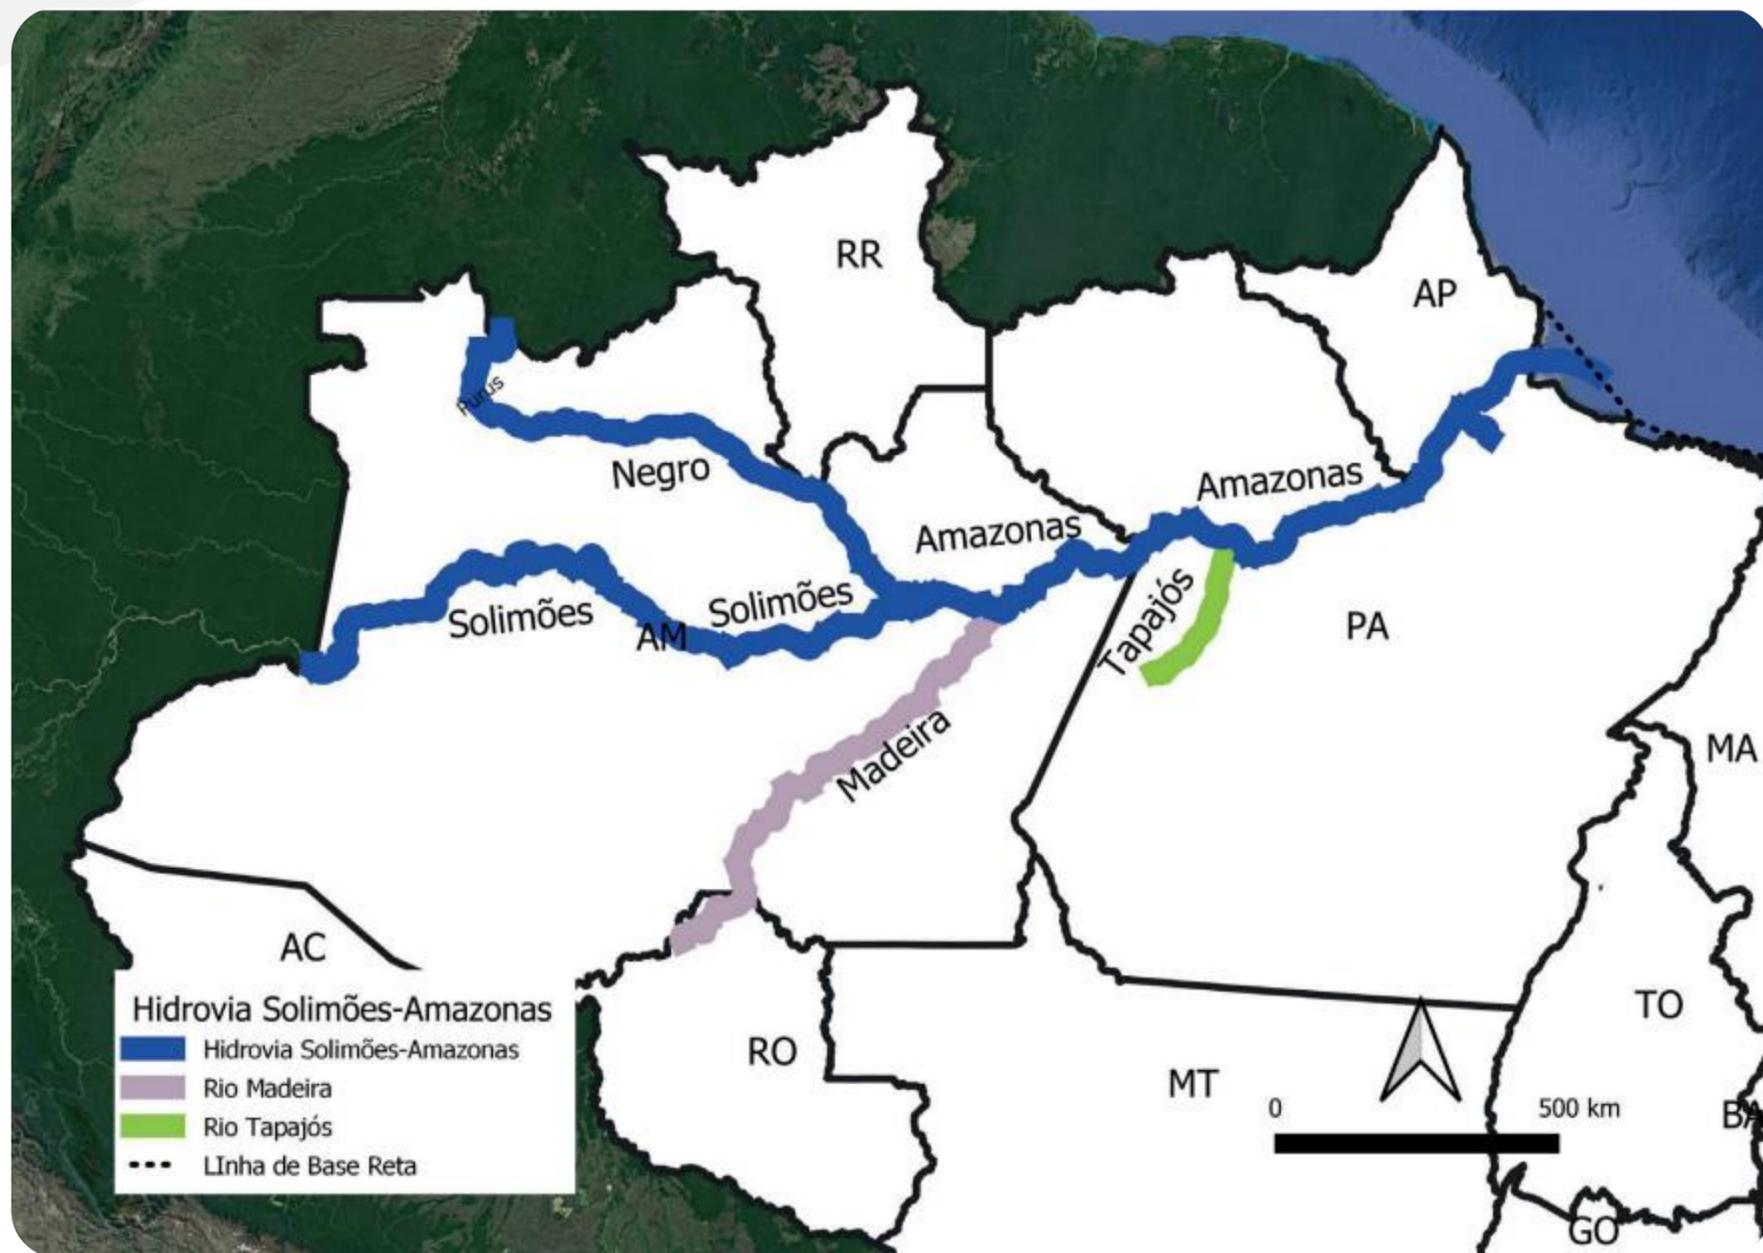 RR
AP
Purus
Negro
Amazonas
Amazonas
Solimões
Solimões
AM
Tapajós
PA
Madeira
MA
AC
TO
RO
MT
BA
GO
Hidrovia Solimões-Amazonas
Hidrovia Solimões-Amazonas
Rio Madeira
Rio Tapajós
LInha de Base Reta
0
500 km